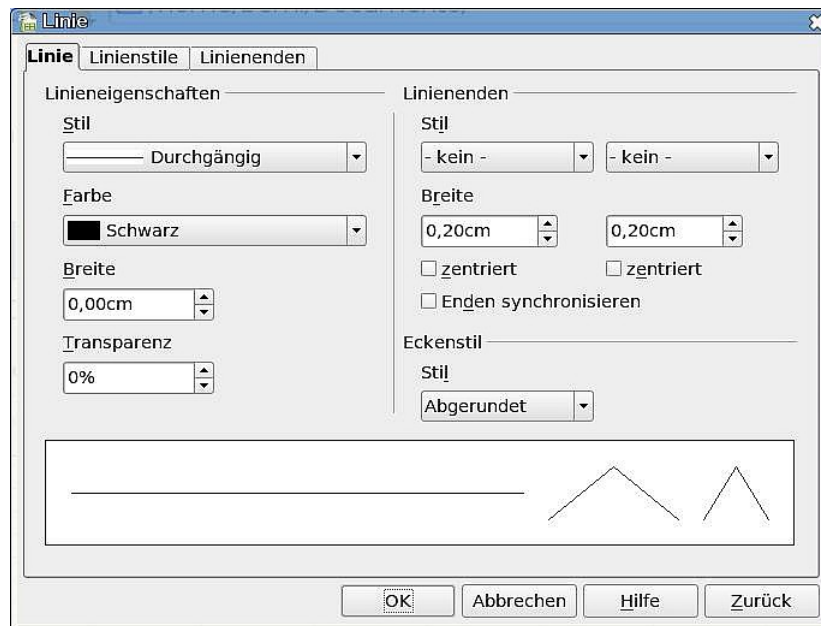 Linie
Linie Linienstile Linienenden
Linieneigenschaften
Stil
Durchgängig
Farbe
Schwarz
Breite
0,00cm
Transparenz
0%
Linienenden
Stil
- kein - - kein -
Breite
0,20cm 0,20cm
zentriert zentriert
Enden synchronisieren
Eckenstil
Stil
Abgerundet
OK Abbrechen Hilfe Zurück